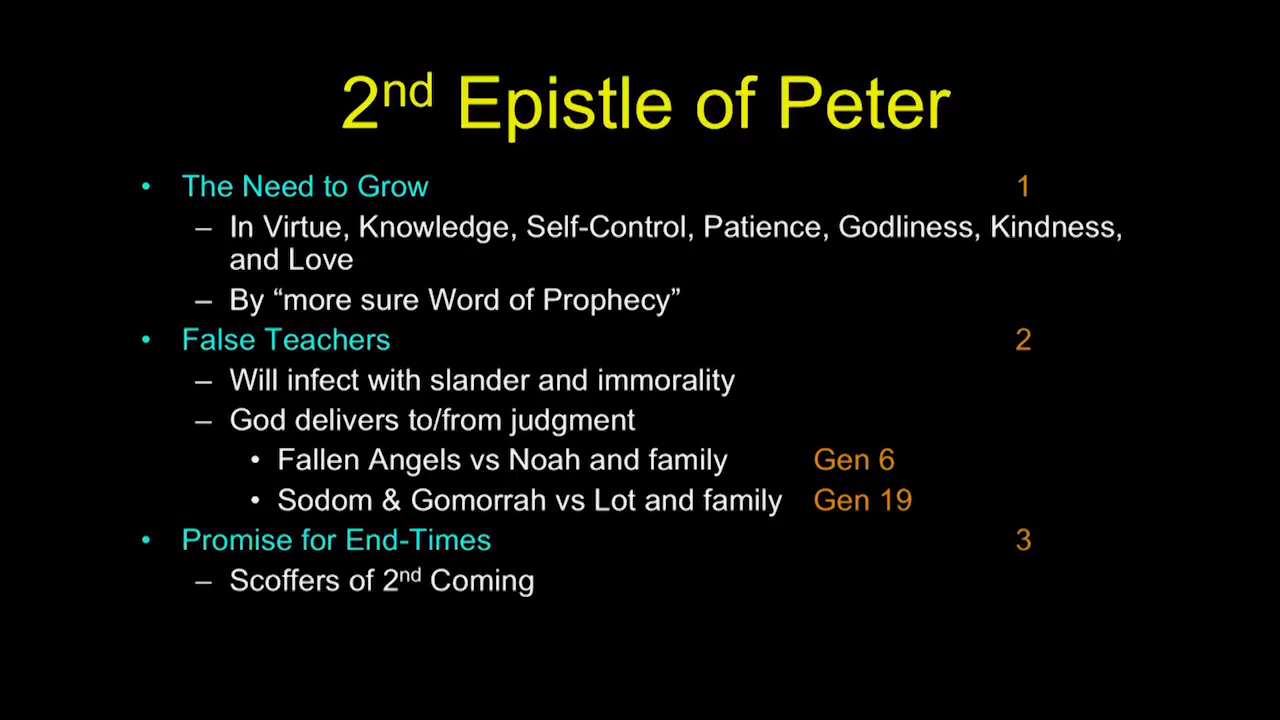 2nd Epistle of Peter
• The Need to Grow 1
– In Virtue, Knowledge, Self-Control, Patience, Godliness, Kindness,
and Love
– By “more sure Word of Prophecy”
• False Teachers 2
– Will infect with slander and immorality
– God delivers to/from judgment
• Fallen Angels vs Noah and family Gen 6
• Sodom & Gomorrah vs Lot and family Gen 19
• Promise for End-Times 3
– Scoffers of 2nd Coming